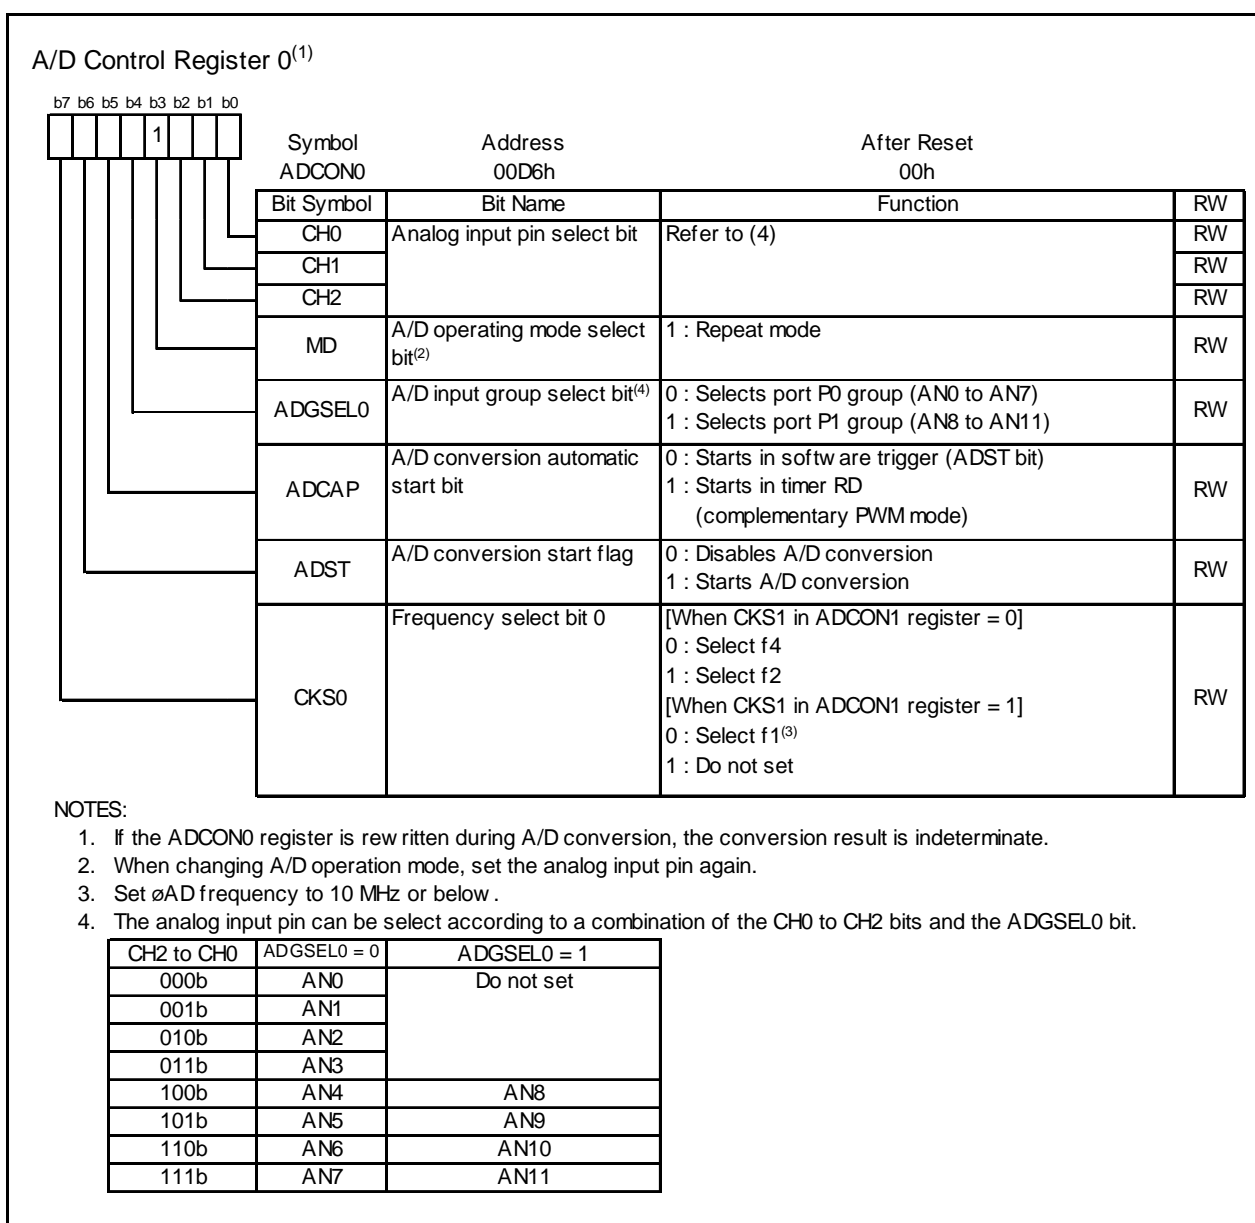 A/D Control Register 0(1)
b7 b6 b5 b4 b3 b2 b1 b0
1
Symbol Address After Reset
ADCON0 00D6h 00h
Bit Symbol Bit Name Function RW
CH0 Analog input pin select bit Refer to (4) RW
CH1 RW
CH2 RW
MD A/D operating mode select bit(2) 1 : Repeat mode RW
ADGSEL0 A/D input group select bit(4) 0 : Selects port P0 group (AN0 to AN7)
1 : Selects port P1 group (AN8 to AN11) RW
ADCAP A/D conversion automatic start bit 0 : Starts in software trigger (ADST bit)
1 : Starts in timer RD
(complementary PWM mode) RW
ADST A/D conversion start flag 0 : Disables A/D conversion
1 : Starts A/D conversion RW
CKS0 Frequency select bit 0 [When CKS1 in ADCON1 register = 0]
0 : Select f4
1 : Select f2
[When CKS1 in ADCON1 register = 1]
0 : Select f1(3)
1 : Do not set RW
NOTES:
1. If the ADCON0 register is rewritten during A/D conversion, the conversion result is indeterminate.
2. When changing A/D operation mode, set the analog input pin again.
3. Set øAD frequency to 10 MHz or below.
4. The analog input pin can be select according to a combination of the CH0 to CH2 bits and the ADGSEL0 bit.
CH2 to CH0 ADGSEL0 = 0 ADGSEL0 = 1
000b AN0 Do not set
001b AN1
010b AN2
011b AN3
100b AN4 AN8
101b AN5 AN9
110b AN6 AN10
111b AN7 AN11